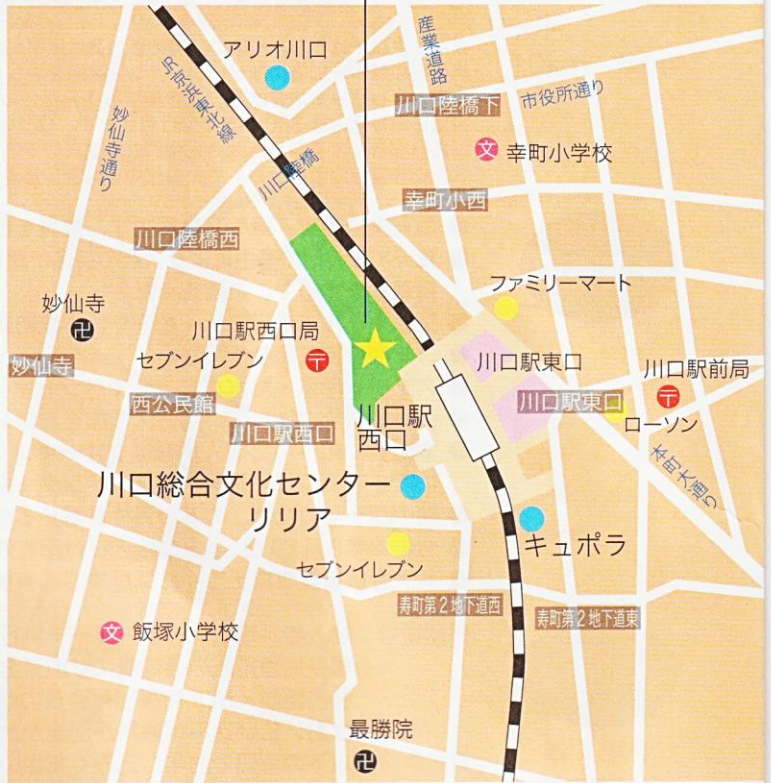 アリオ川口
産業道路
JR京浜東北線
川口陸橋下
市役所通り
妙仙寺通り
文 幸町小学校
川口陸橋
幸町小西
川口陸橋西
ファミリーマート
妙仙寺
卍
川口駅西口局
〒
川口駅東口
川口駅前局
〒
妙仙寺
セブンイレブン
西公民館
川口駅東口
ローソン
川口駅西口
川口駅
西口
本町大通り
川口総合文化センター
リリア
キュポラ
セブンイレブン
寿町第2地下道西
寿町第2地下道東
文 飯塚小学校
最勝院
卍